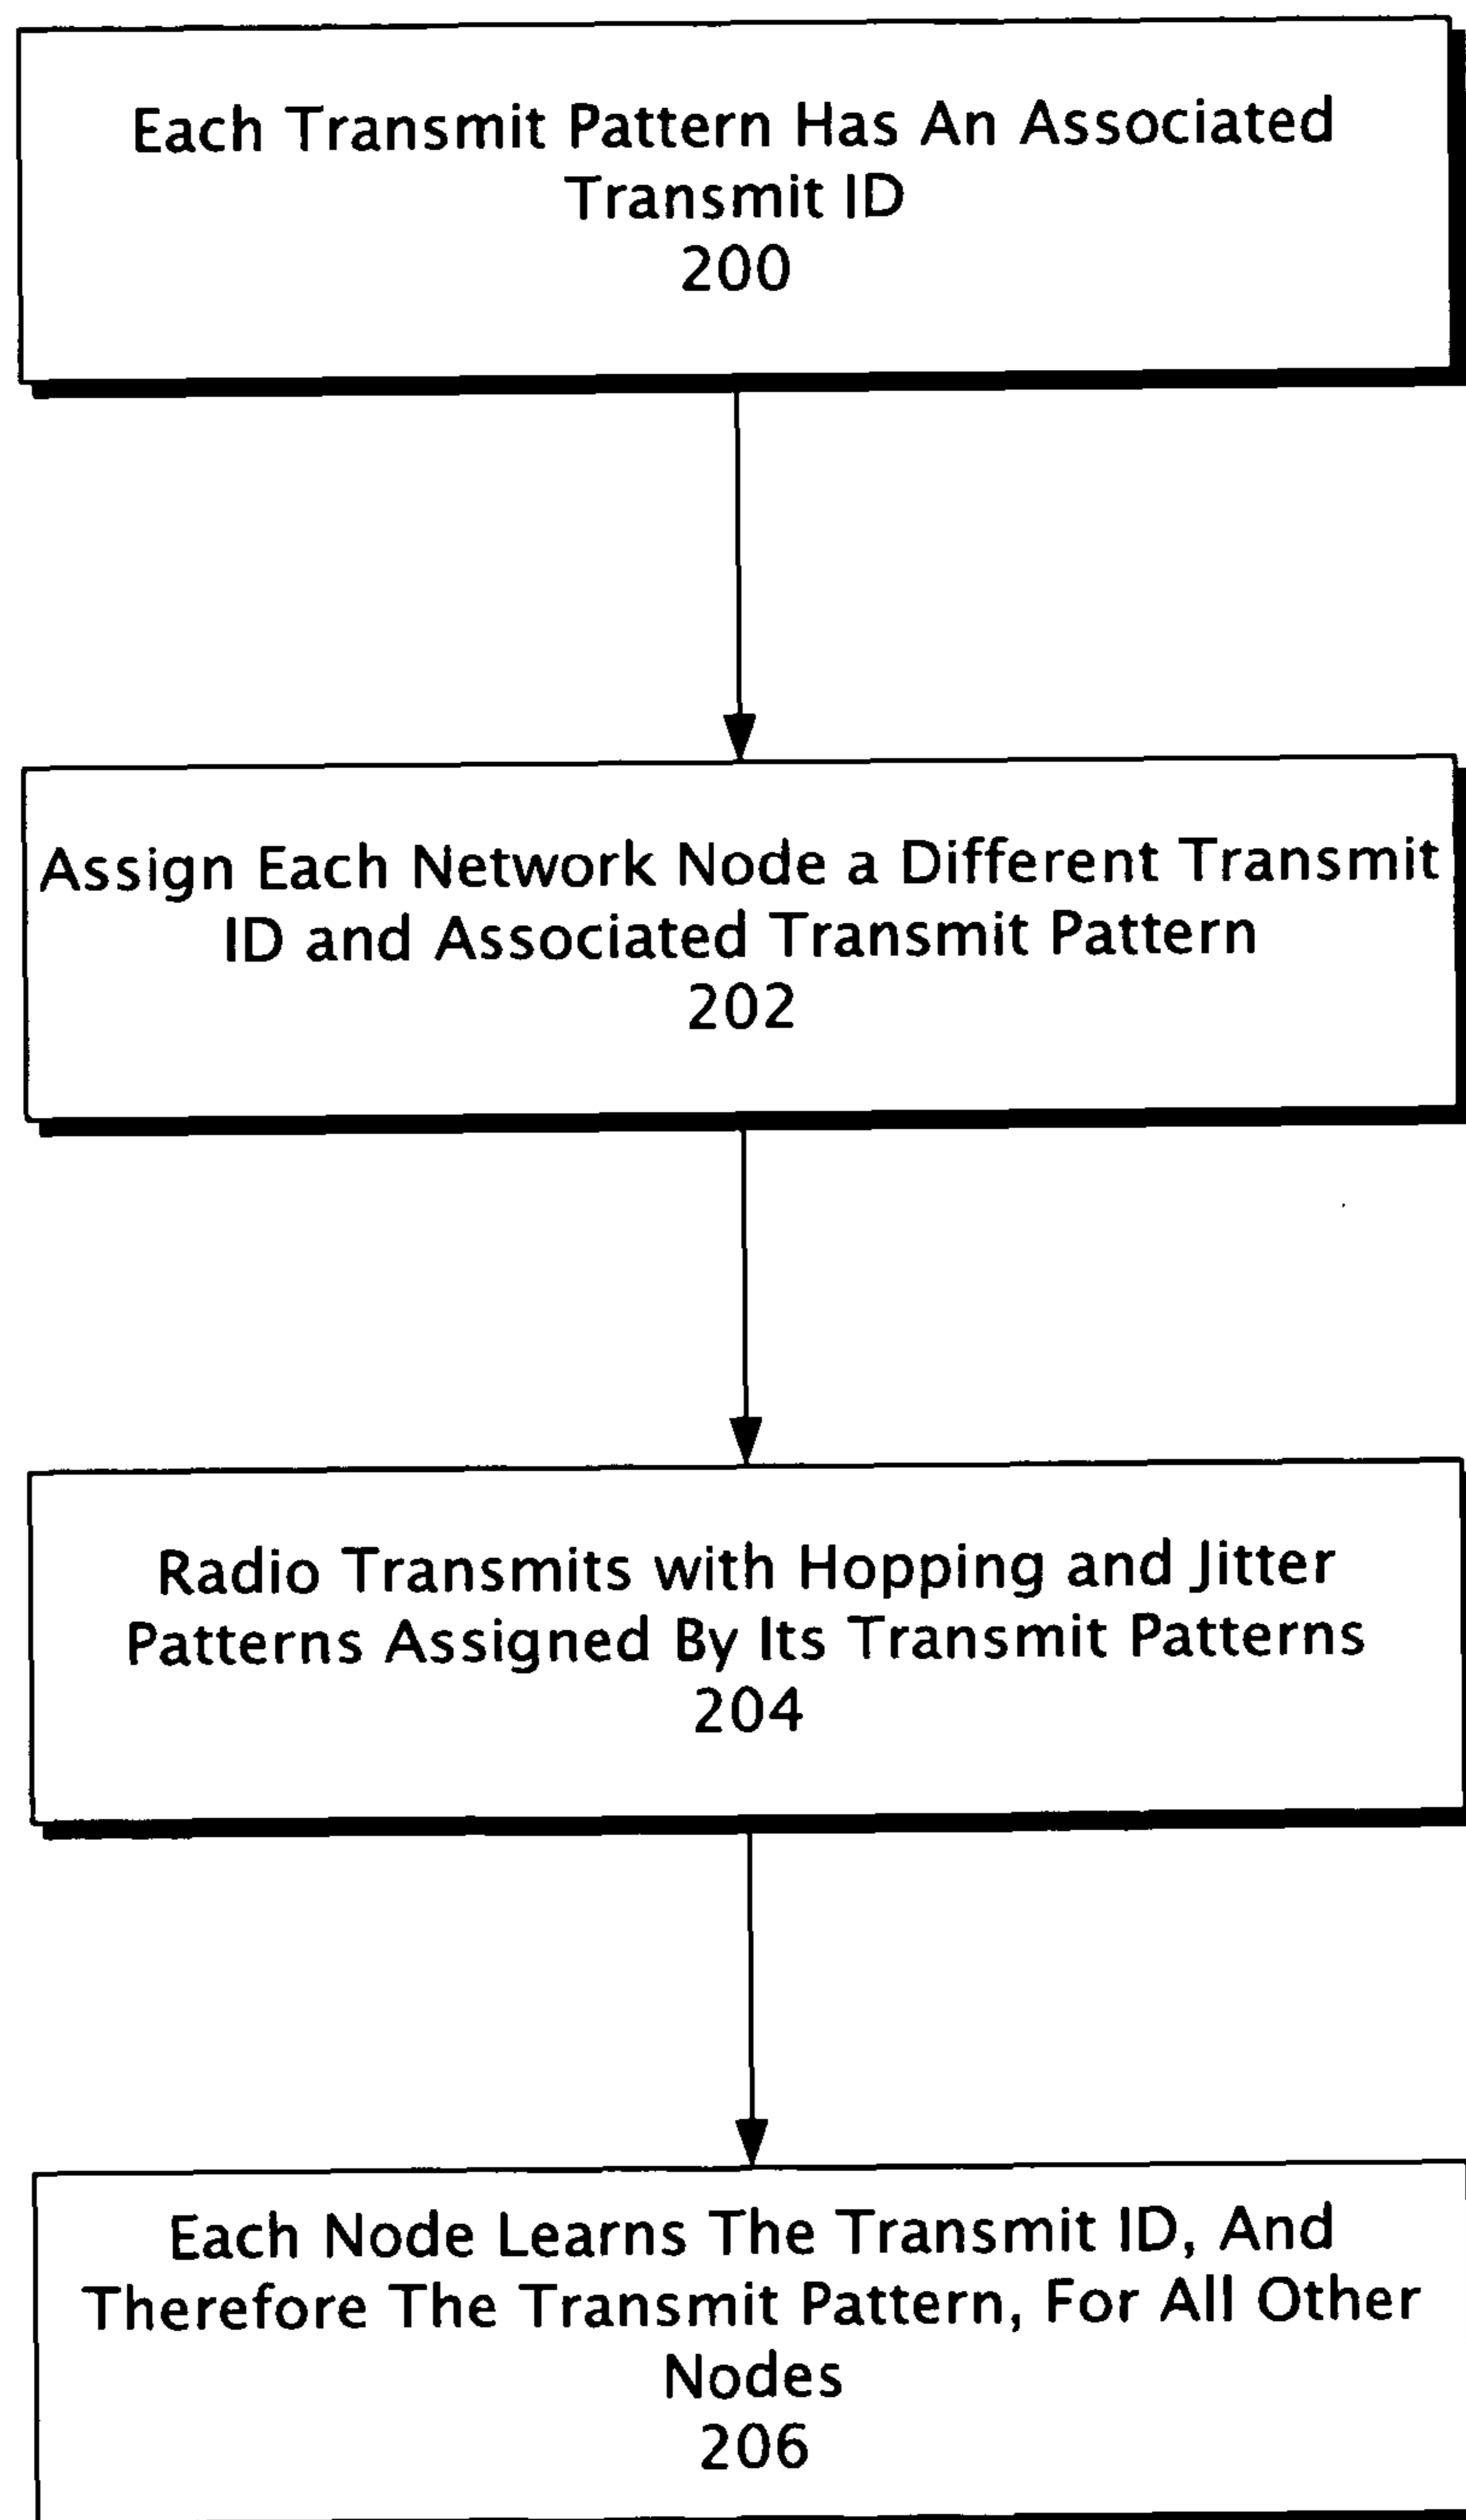 Each Transmit Pattern Has An Associated
Transmit ID
200
Assign Each Network Node a Different Transmit
ID and Associated Transmit Pattern
202
Radio Transmits with Hopping and Jitter
Patterns Assigned By Its Transmit Patterns
204
Each Node Learns The Transmit ID, And
Therefore The Transmit Pattern, For All Other
Nodes
206